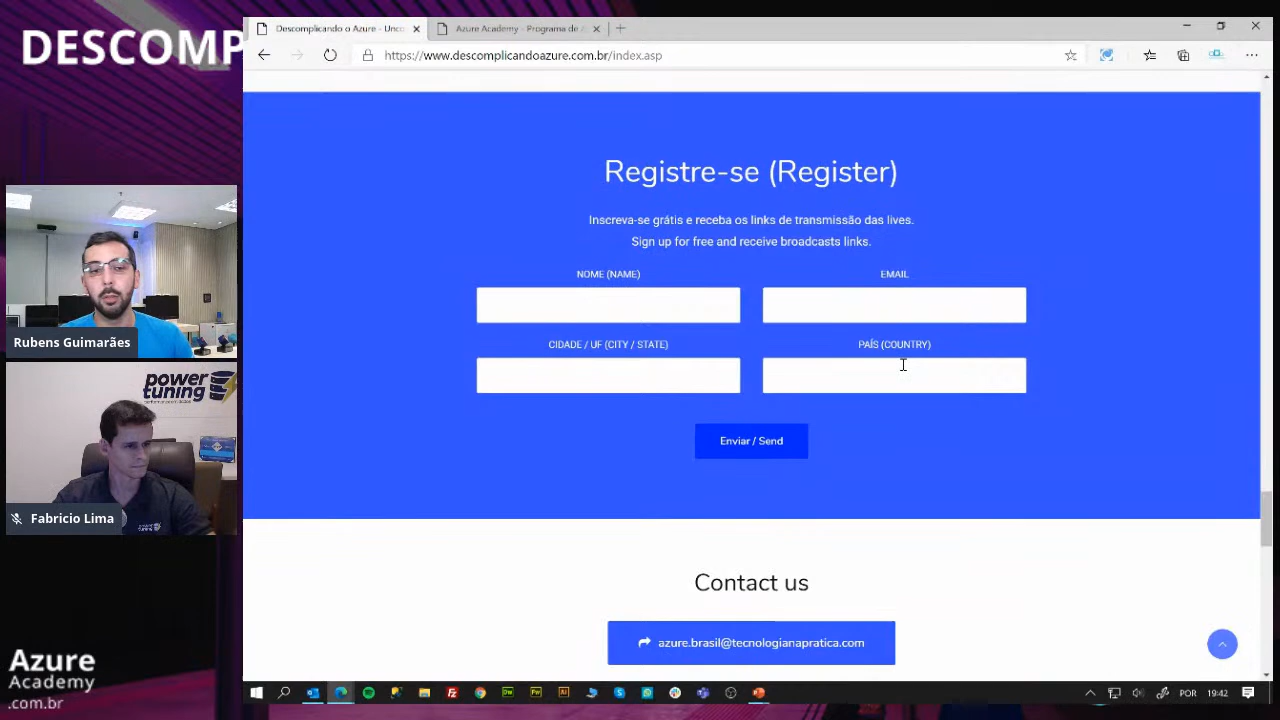 DESCOMP
Descomplicando o Azure - Unco
Azure Academy - Programa de A
https://www.descomplicandoazure.com.br/index.asp
Registre-se (Register)
Inscreva-se grátis e receba os links de transmissão das lives.
Sign up for free and receive broadcasts links.
NOME (NAME)
EMAIL
CIDADE / UF (CITY / STATE)
PAÍS (COUNTRY)
Enviar / Send
Contact us
azure.brasil@tecnologianapratica.com
Rubens Guimarães
power
tuning
power
tuning
Fabricio Lima
Azure
Academy
.com.br
POR
19:42